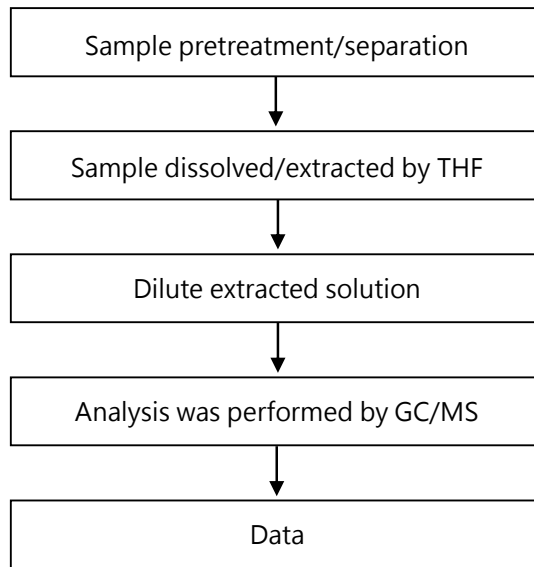 Sample pretreatment/separation
Sample dissolved/extracted by THF
Dilute extracted solution
Analysis was performed by GC/MS
Data